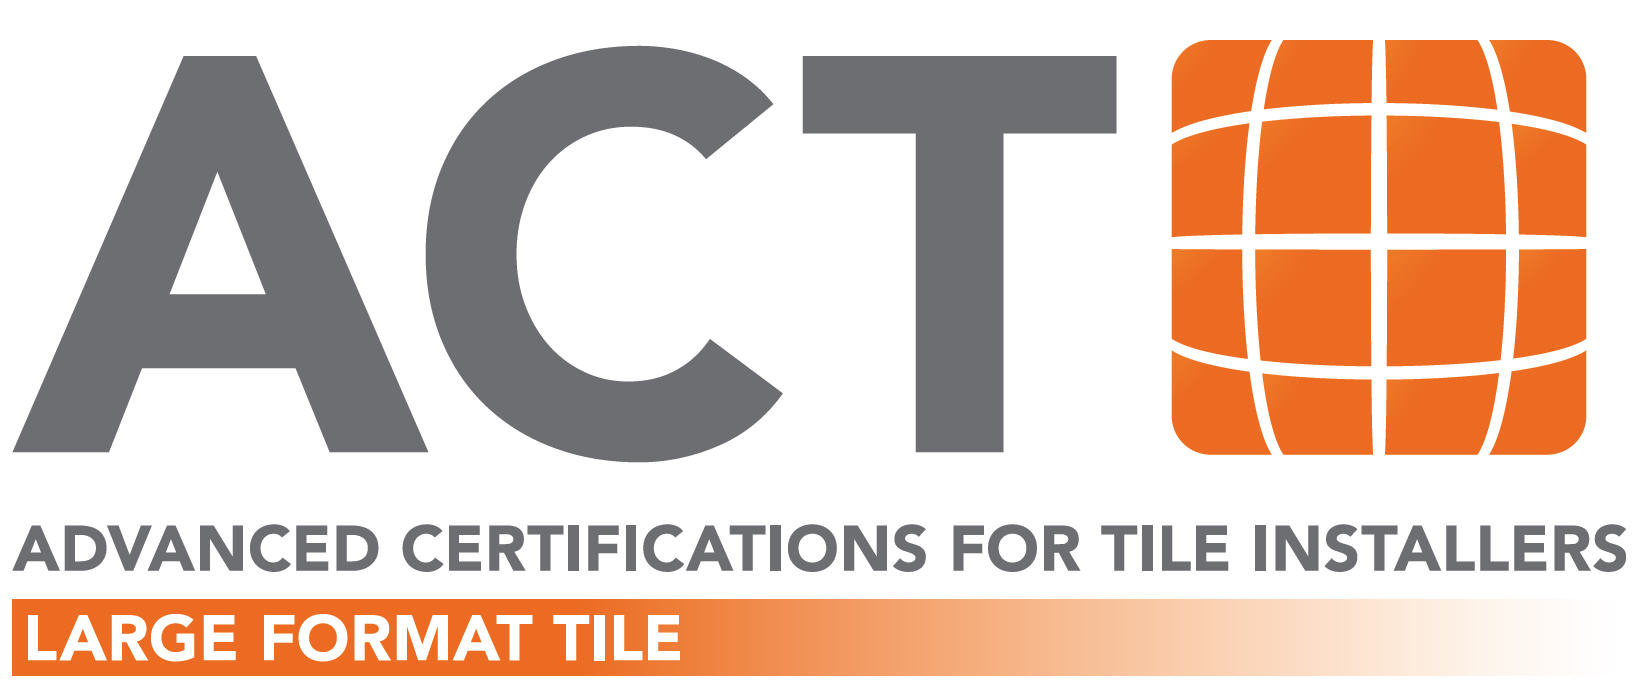 ACT
ADVANCED CERTIFICATIONS FOR TILE INSTALLERS
LARGE FORMAT TILE